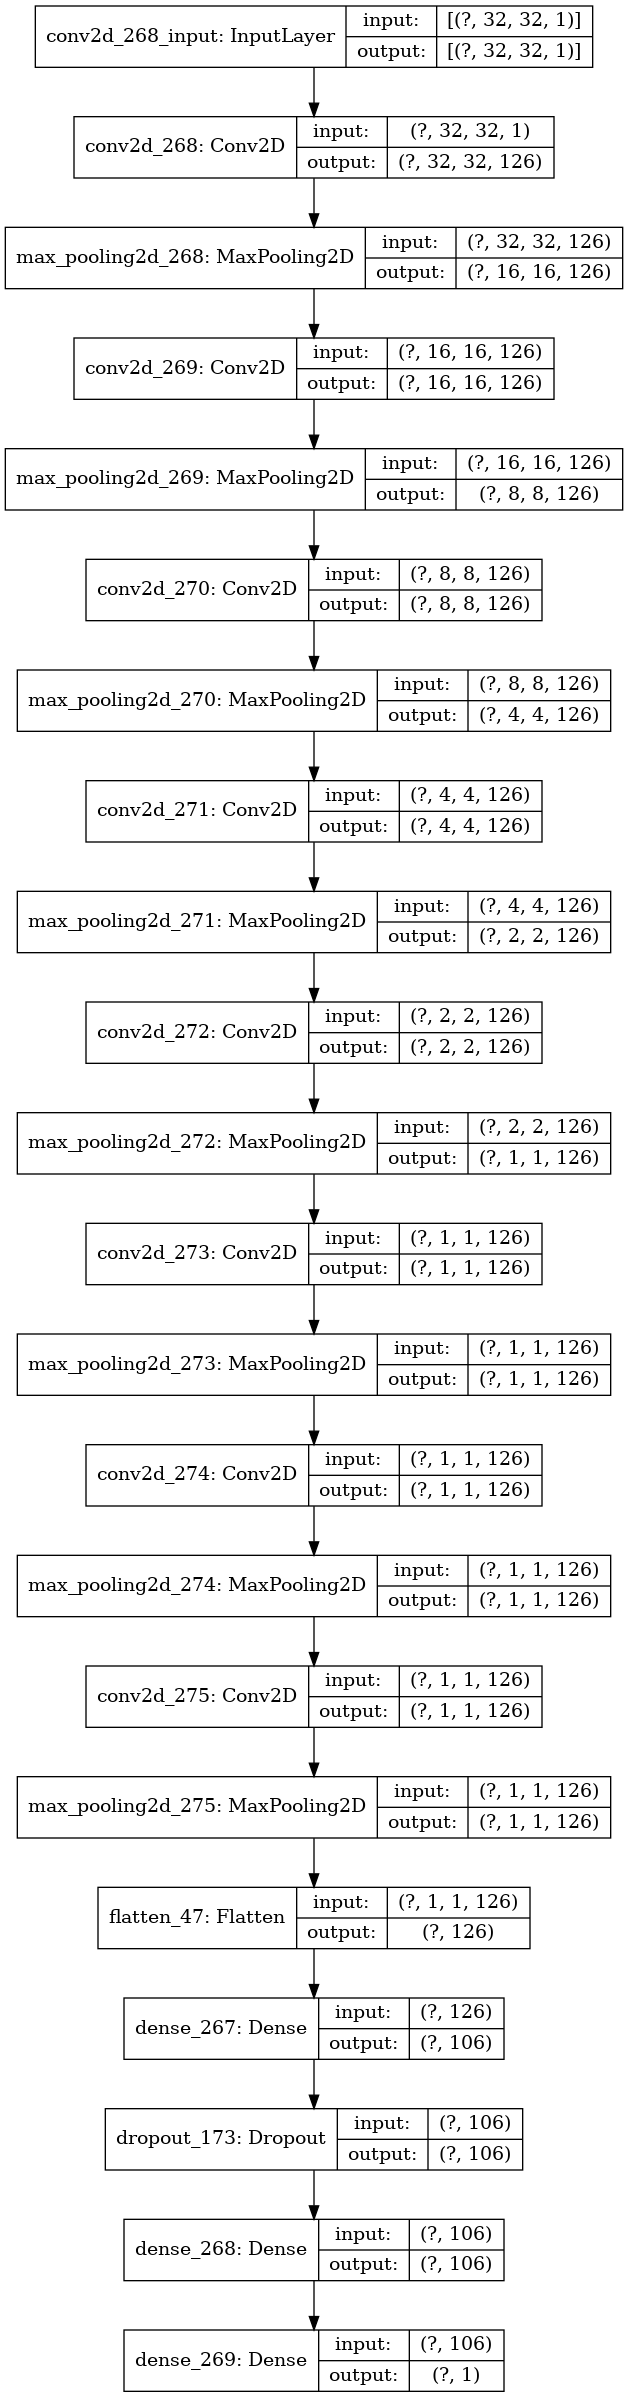 conv2d_268_input: InputLayer input: [(?, 32, 32, 1)]
output: [(?, 32, 32, 1)]
conv2d_268: Conv2D input: (?, 32, 32, 1)
output: (?, 32, 32, 126)
max_pooling2d_268: MaxPooling2D input: (?, 32, 32, 126)
output: (?, 16, 16, 126)
conv2d_269: Conv2D input: (?, 16, 16, 126)
output: (?, 16, 16, 126)
max_pooling2d_269: MaxPooling2D input: (?, 16, 16, 126)
output: (?, 8, 8, 126)
conv2d_270: Conv2D input: (?, 8, 8, 126)
output: (?, 8, 8, 126)
max_pooling2d_270: MaxPooling2D input: (?, 8, 8, 126)
output: (?, 4, 4, 126)
conv2d_271: Conv2D input: (?, 4, 4, 126)
output: (?, 4, 4, 126)
max_pooling2d_271: MaxPooling2D input: (?, 4, 4, 126)
output: (?, 2, 2, 126)
conv2d_272: Conv2D input: (?, 2, 2, 126)
output: (?, 2, 2, 126)
max_pooling2d_272: MaxPooling2D input: (?, 2, 2, 126)
output: (?, 1, 1, 126)
conv2d_273: Conv2D input: (?, 1, 1, 126)
output: (?, 1, 1, 126)
max_pooling2d_273: MaxPooling2D input: (?, 1, 1, 126)
output: (?, 1, 1, 126)
conv2d_274: Conv2D input: (?, 1, 1, 126)
output: (?, 1, 1, 126)
max_pooling2d_274: MaxPooling2D input: (?, 1, 1, 126)
output: (?, 1, 1, 126)
conv2d_275: Conv2D input: (?, 1, 1, 126)
output: (?, 1, 1, 126)
max_pooling2d_275: MaxPooling2D input: (?, 1, 1, 126)
output: (?, 1, 1, 126)
flatten_47: Flatten input: (?, 1, 1, 126)
output: (?, 126)
dense_267: Dense input: (?, 126)
output: (?, 106)
dropout_173: Dropout input: (?, 106)
output: (?, 106)
dense_268: Dense input: (?, 106)
output: (?, 106)
dense_269: Dense input: (?, 106)
output: (?, 1)